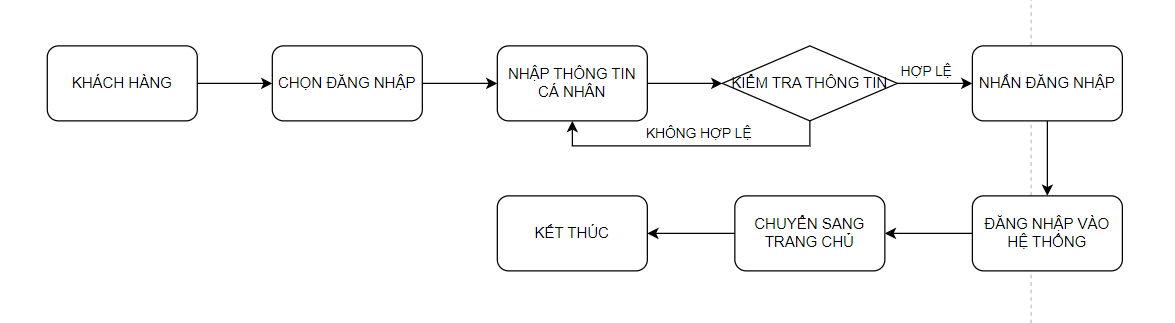 KHÁCH HÀNG
CHỌN ĐĂNG NHẬP
NHẬP THÔNG TIN
CÁ NHÂN
KIỂM TRA THÔNG TIN
HỢP LỆ
NHẤN ĐĂNG NHẬP
KHÔNG HỢP LỆ
ĐĂNG NHẬP VÀO
HỆ THỐNG
CHUYỂN SANG
TRANG CHỦ
KẾT THÚC